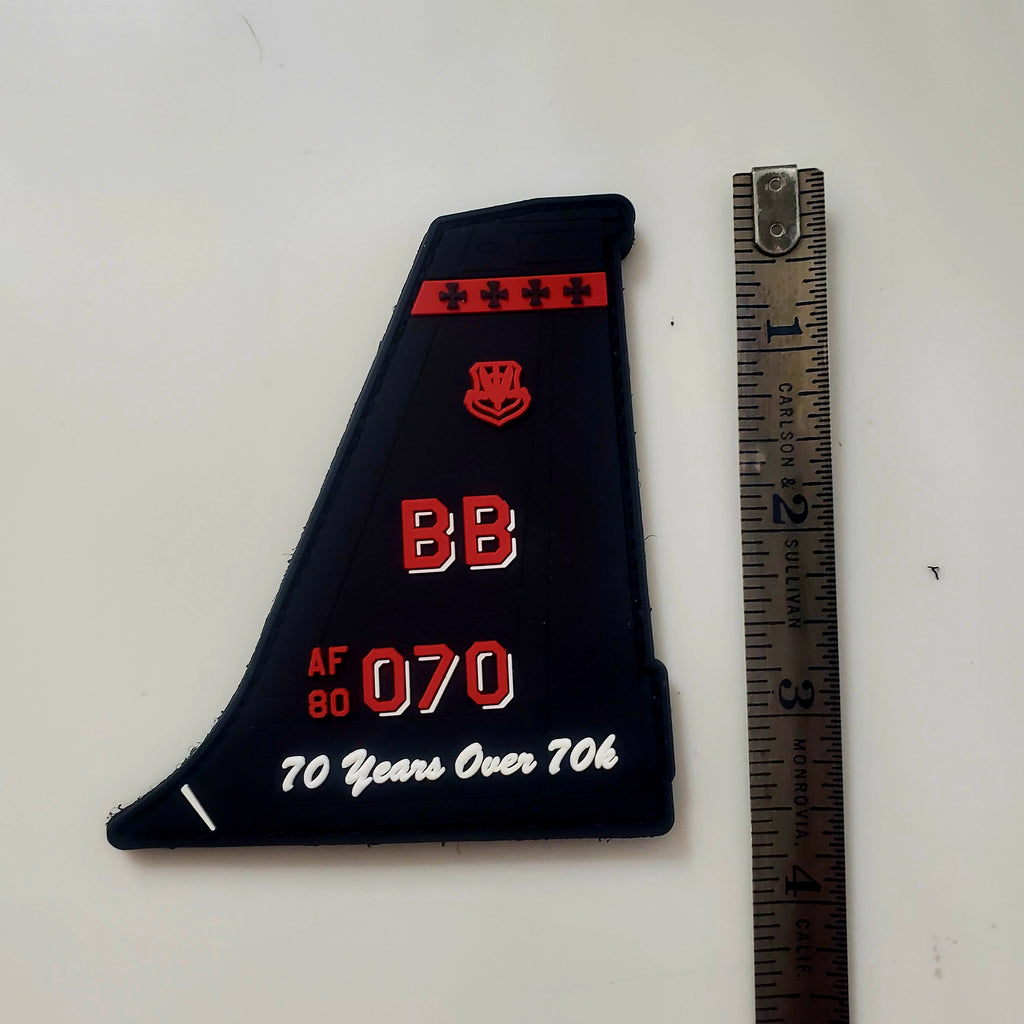 BB
AF
80
070
70 Years Over 70k
1
CARLSON &
2
SULLIVAN
3
MONROVIA,
4
CALIF.